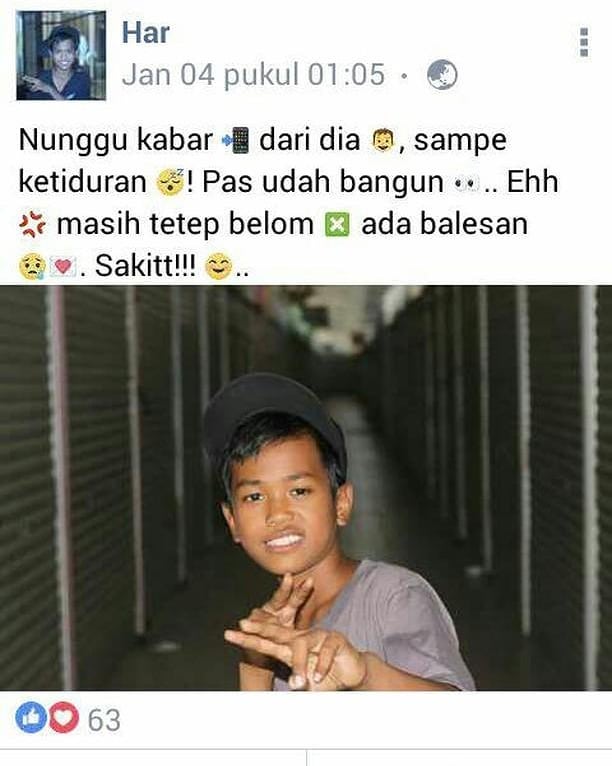 Har
Jan 04 pukul 01:05 ·
Nunggu kabar 📲 dari dia 👨, sampe
ketiduran 😴! Pas udah bangun 👀.. Ehh
💢 masih tetep belom ❎ ada balesan
😢💌. Sakitt!!! 😊..
63